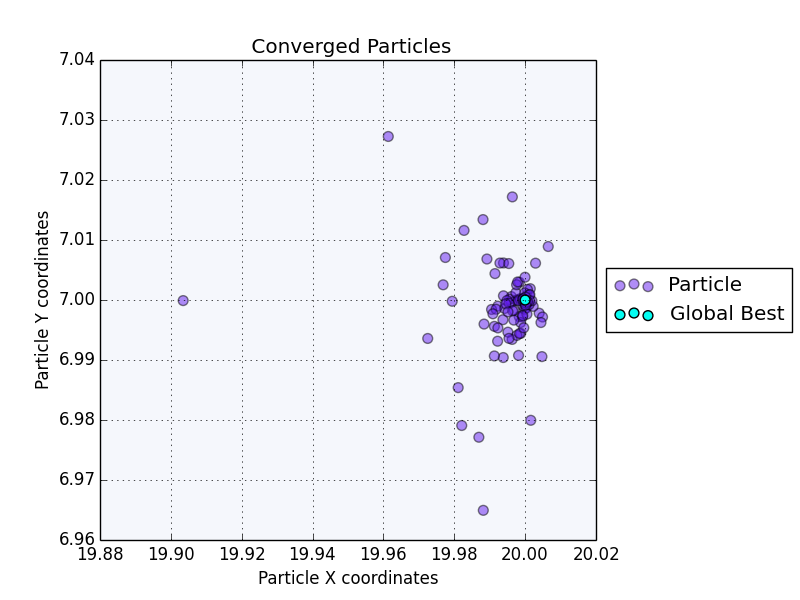 Converged Particles
7.04
7.03
7.02
7.01
7.00
6.99
6.98
6.97
6.96
Particle Y coordinates
19.88 19.90 19.92 19.94 19.96 19.98 20.00 20.02
Particle X coordinates
Particle
Global Best